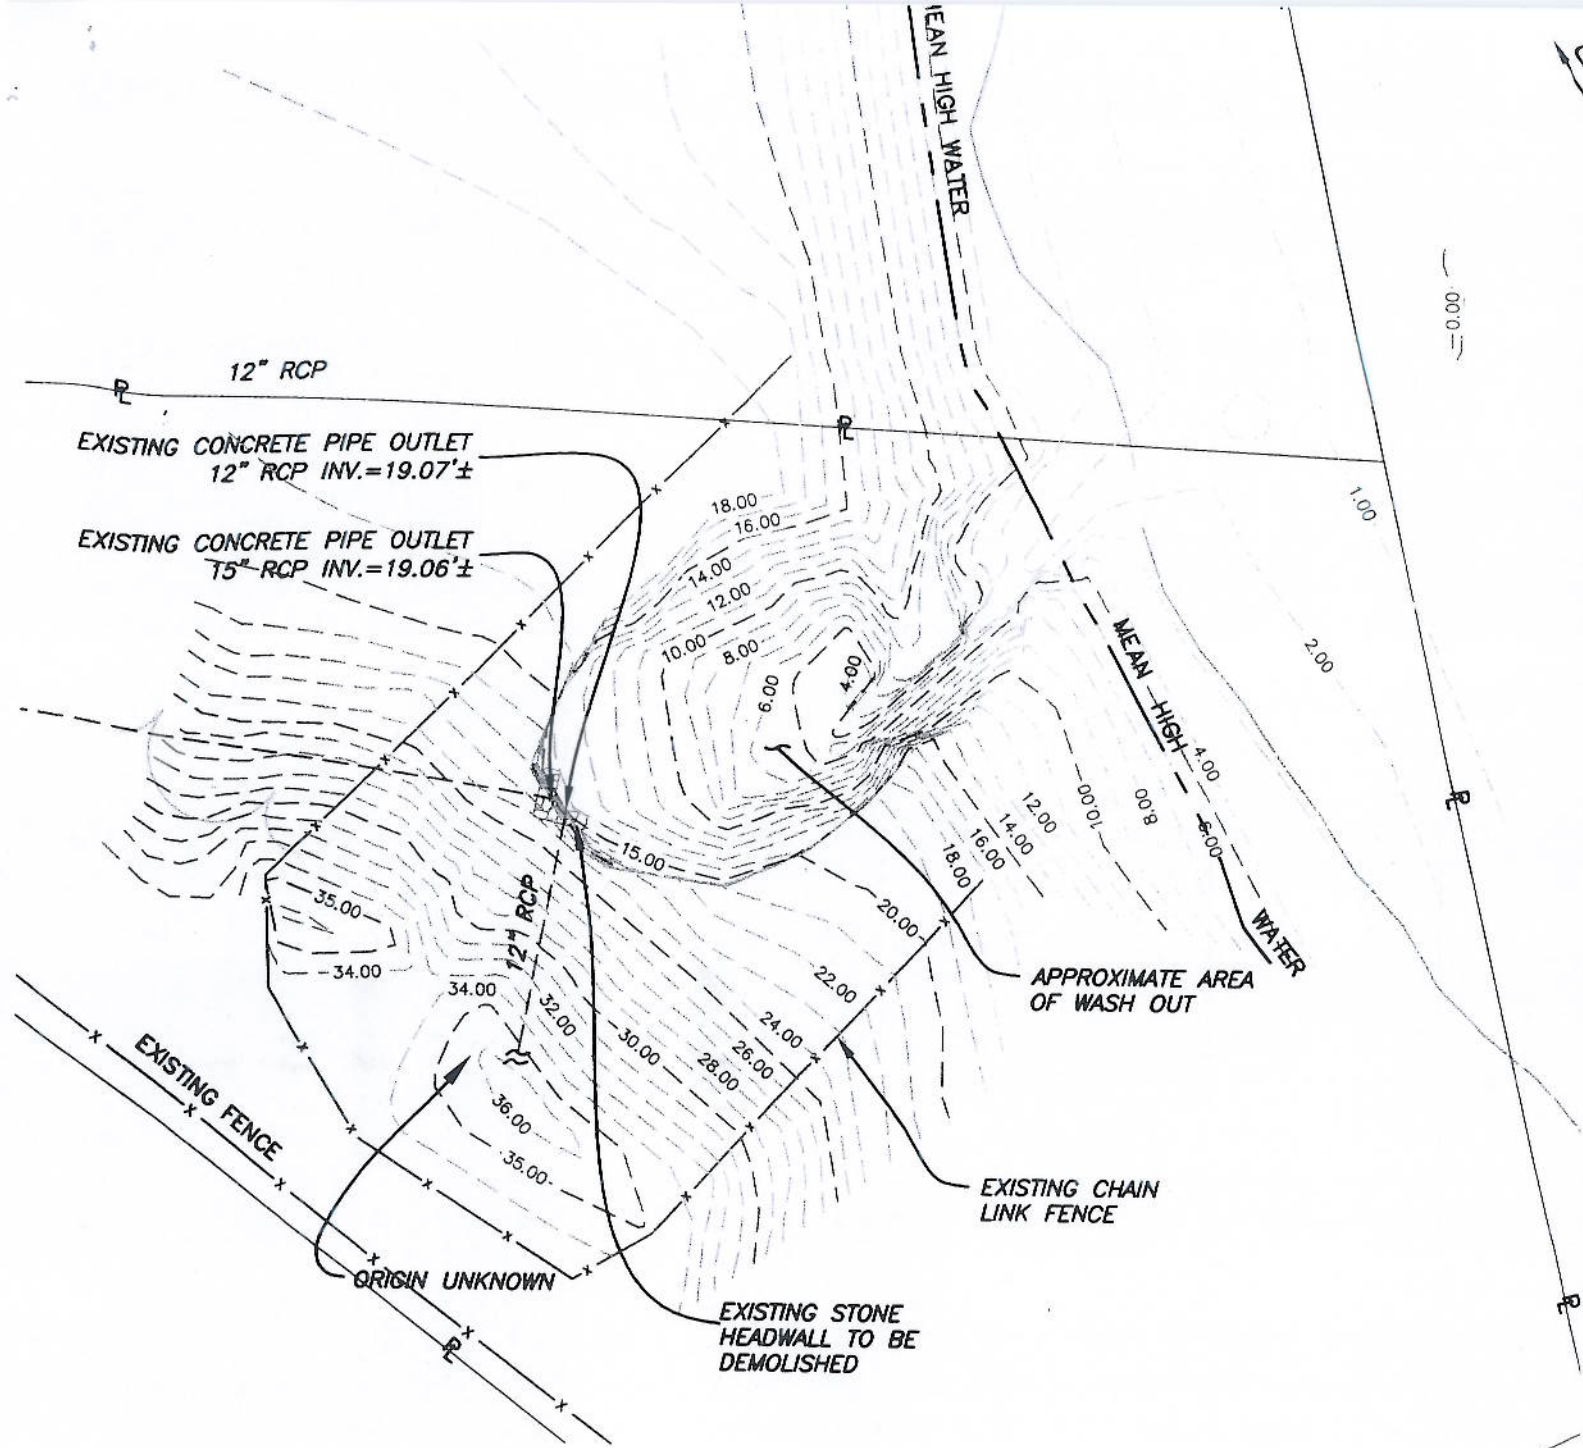 MEAN HIGH WATER
12" RCP
PL
PL
EXISTING CONCRETE PIPE OUTLET
12" RCP INV.=19.07'±
EXISTING CONCRETE PIPE OUTLET
15" RCP INV.=19.06'±
0.00
1.00
2.00
18.00
16.00
14.00
12.00
10.00
8.00
6.00
4.00
MEAN HIGH WATER
4.00
6.00
8.00
10.00
12.00
14.00
16.00
18.00
PL
15.00
12" RCP
20.00
22.00
24.00
26.00
28.00
30.00
32.00
34.00
35.00
34.00
36.00
35.00
APPROXIMATE AREA
OF WASH OUT
EXISTING FENCE
EXISTING CHAIN
LINK FENCE
ORIGIN UNKNOWN
EXISTING STONE
HEADWALL TO BE
DEMOLISHED
PL
PL